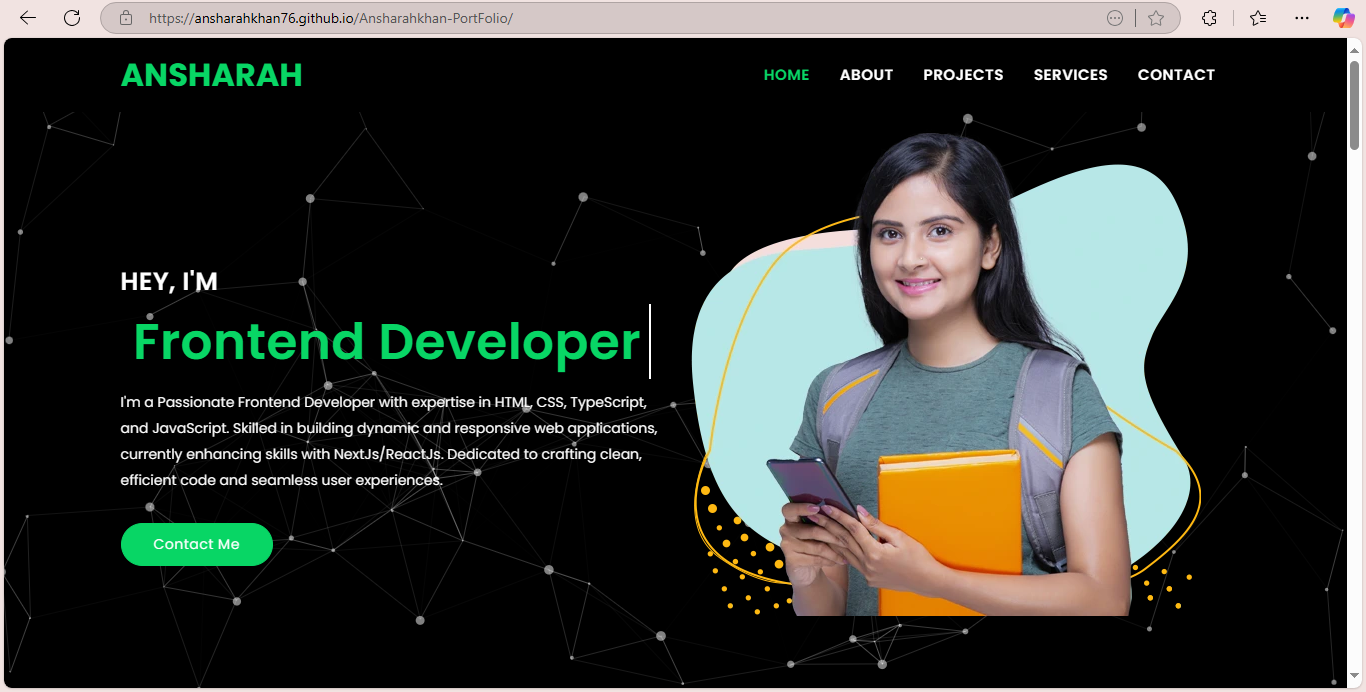 https://ansharahkhan76.github.io/Ansharahkhan-PortFolio/
ANSHARAH
HOME ABOUT PROJECTS SERVICES CONTACT
HEY, I'M
Frontend Developer
I'm a Passionate Frontend Developer with expertise in HTML, CSS, TypeScript,
and JavaScript. Skilled in building dynamic and responsive web applications,
currently enhancing skills with NextJs/ReactJs. Dedicated to crafting clean,
efficient code and seamless user experiences.
Contact Me